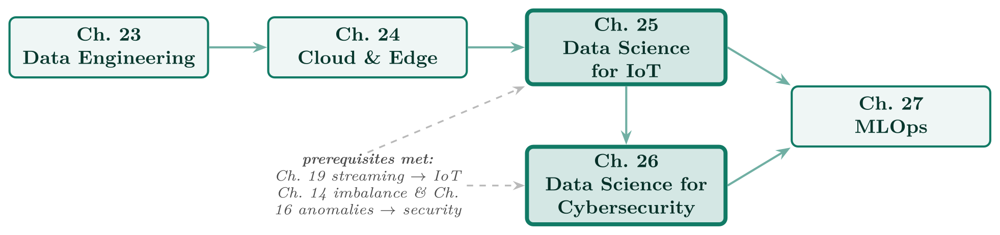 Ch. 23
Data Engineering
Ch. 24
Cloud & Edge
Ch. 25
Data Science
for IoT
Ch. 27
MLOps
prerequisites met:
Ch. 19 streaming → IoT
Ch. 14 imbalance & Ch.
16 anomalies → security
Ch. 26
Data Science for
Cybersecurity